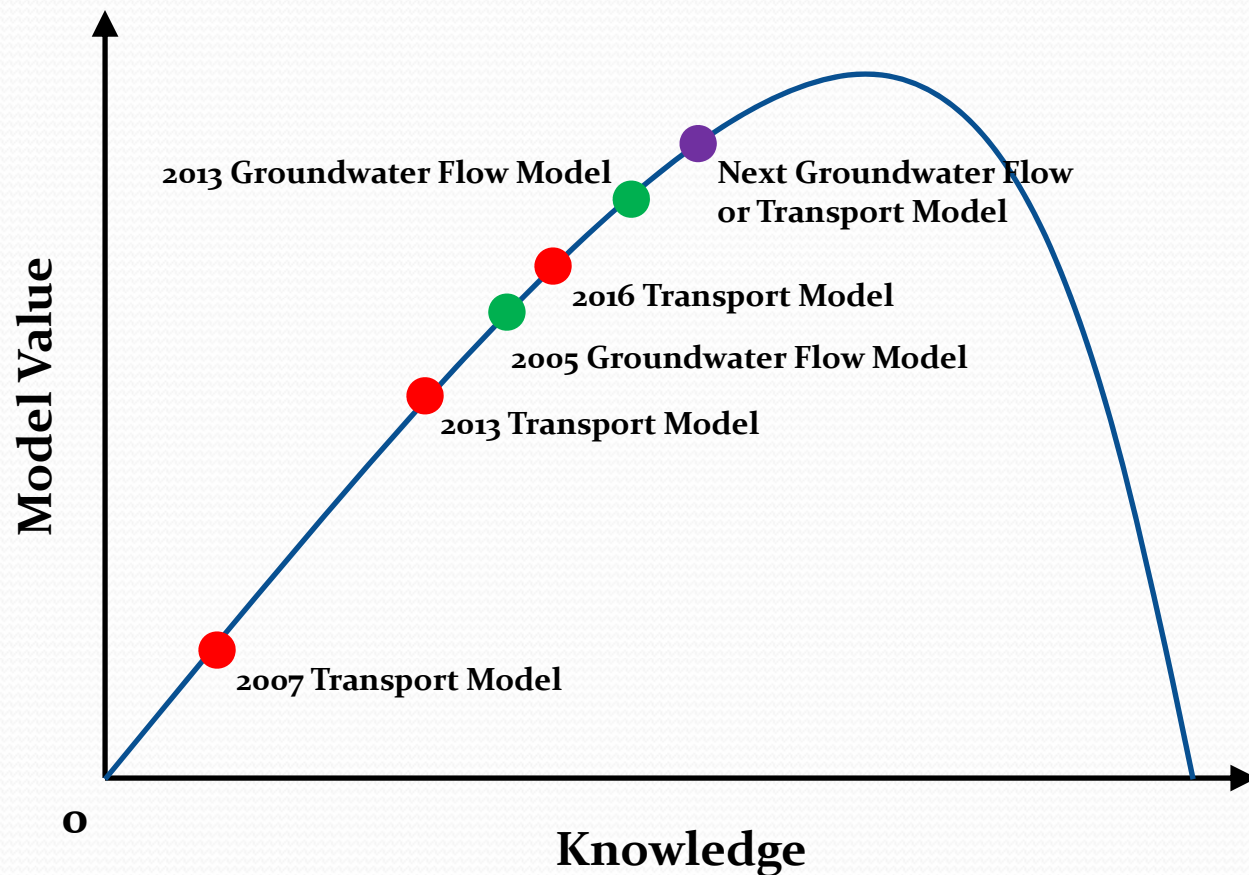 Model Value
2013 Groundwater Flow Model
Next Groundwater Flow
or Transport Model
2016 Transport Model
2005 Groundwater Flow Model
2013 Transport Model
2007 Transport Model
0
Knowledge